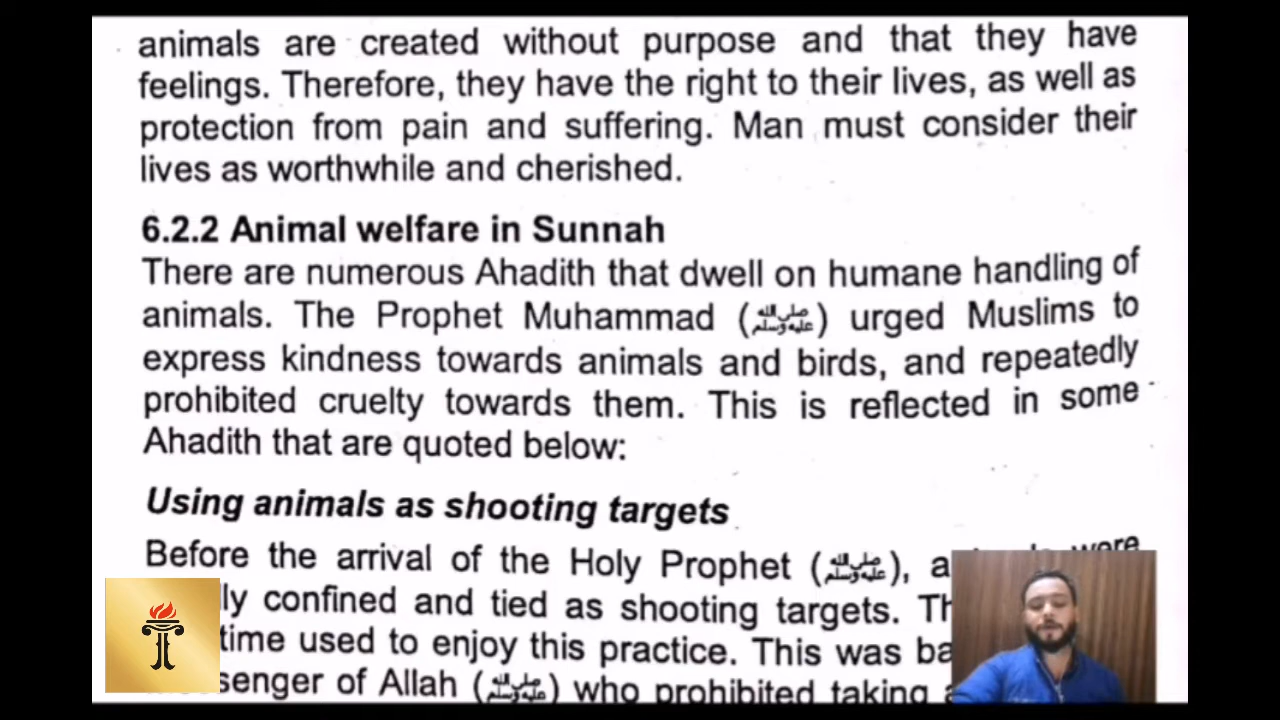 animals are created without purpose and that they have
feelings. Therefore, they have the right to their lives, as well as
protection from pain and suffering. Man must consider their
lives as worthwhile and cherished.
6.2.2 Animal welfare in Sunnah
There are numerous Ahadith that dwell on humane handling of
animals. The Prophet Muhammad (صلى الله عليه وسلم) urged Muslims to
express kindness towards animals and birds, and repeatedly
prohibited cruelty towards them. This is reflected in some
Ahadith that are quoted below:
Using animals as shooting targets
Before the arrival of the Holy Prophet (صلى الله عليه وسلم), were
confined and tied as shooting targets.
time used to enjoy this practice. This was
of Allah (صلى الله عليه وسلم) who prohibited taking